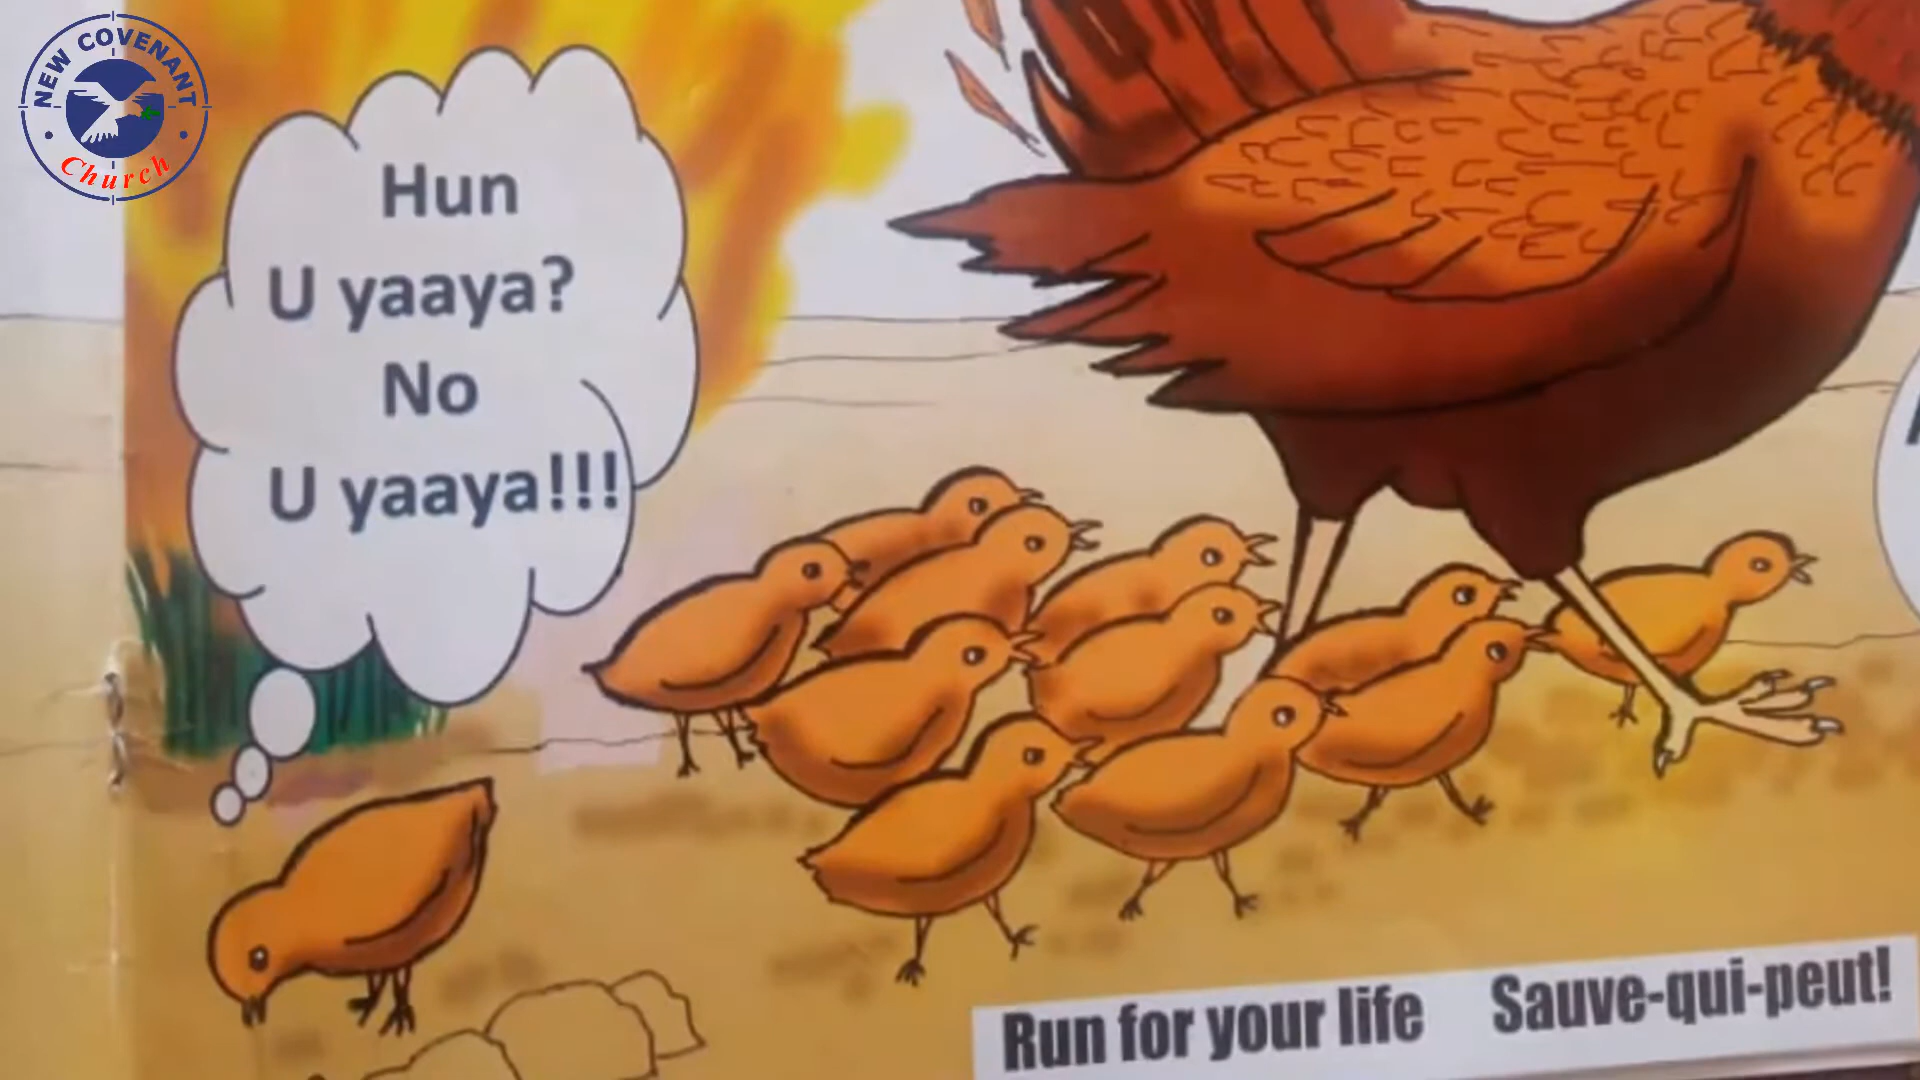 NEW COVENANT
Church
Hun
U yaaya?
No
U yaaya!!!
Run for your life Sauve-qui-peut!